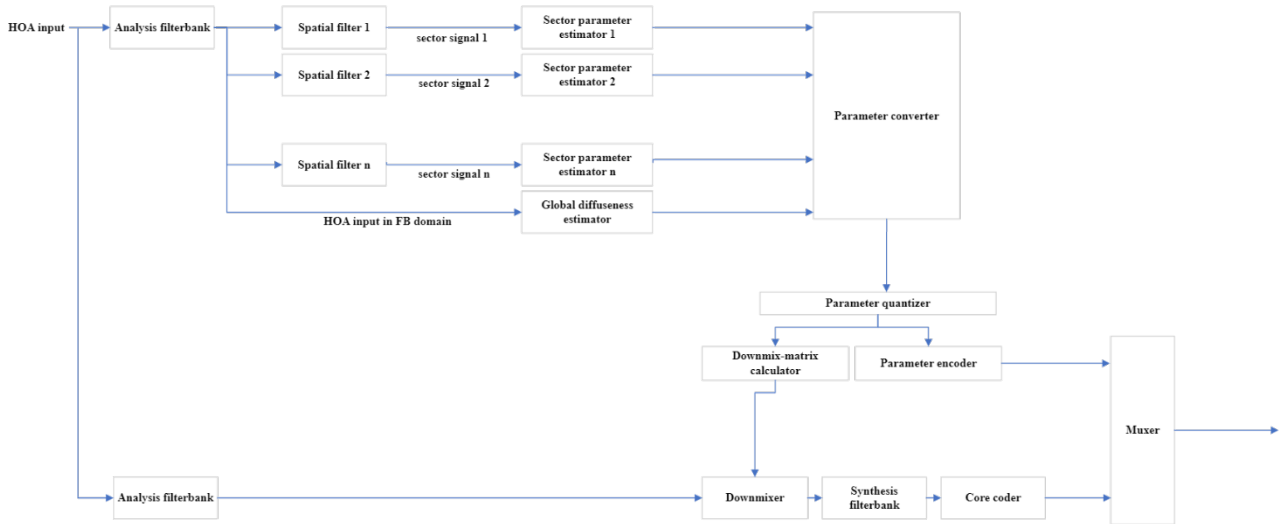 HOA input
Analysis filterbank
Spatial filter 1
sector signal 1
Sector parameter
estimator 1
Spatial filter 2
sector signal 2
Sector parameter
estimator 2
Parameter converter
Spatial filter n
sector signal n
Sector parameter
estimator n
HOA input in FB domain
Global diffuseness
estimator
Parameter quantizer
Downmix-matrix
calculator
Parameter encoder
Muxer
Analysis filterbank
Downmixer
Synthesis
filterbank
Core coder